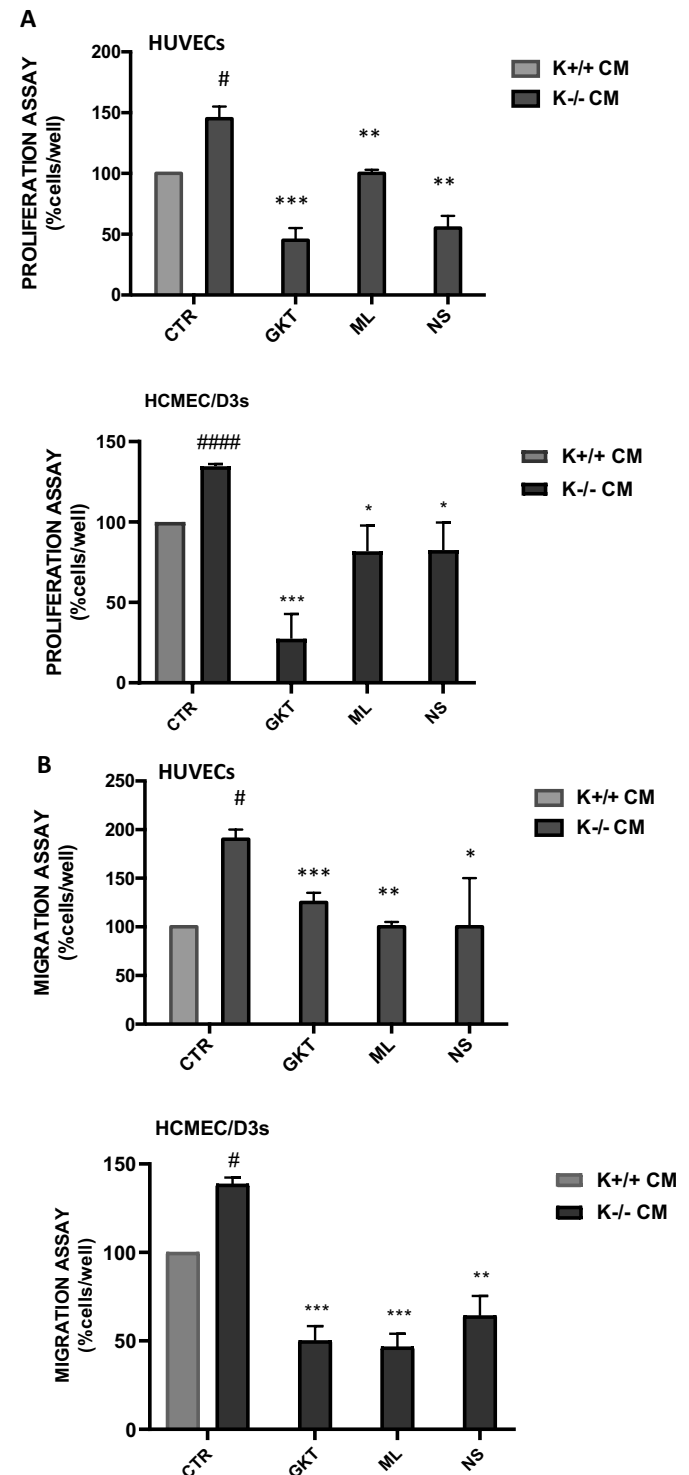 A
HUVECs
PROLIFERATION ASSAY
(%cells/well)
200
150
100
50
0
#
***
**
**
CTR
GKT
ML
NS
K+/+ CM
K-/- CM
HCMEC/D3s
PROLIFERATION ASSAY
(%cells/well)
150
100
50
0
####
***
*
*
CTR
GKT
ML
NS
K+/+ CM
K-/- CM
B
HUVECs
MIGRATION ASSAY
(%cells/well)
250
200
150
100
50
0
#
***
**
*
CTR
GKT
ML
NS
K+/+ CM
K-/- CM
HCMEC/D3s
MIGRATION ASSAY
(%cells/well)
150
100
50
0
#
***
***
**
CTR
GKT
ML
NS
K+/+ CM
K-/- CM